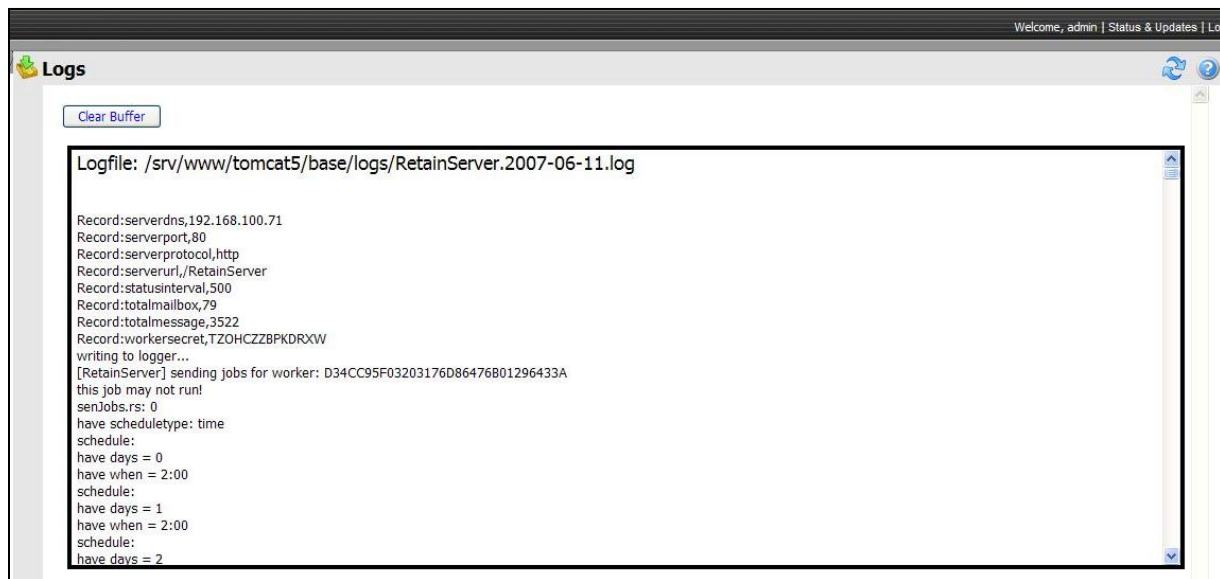 Welcome, admin | Status & Updates | Lo
Logs
Clear Buffer
Logfile: /srv/www/tomcat5/base/logs/RetainServer.2007-06-11.log
Record:serverdns,192.168.100.71
Record:serverport,80
Record:serverprotocol,http
Record:serverurl,/RetainServer
Record:statusinterval,500
Record:totalmailbox,79
Record:totalmessage,3522
Record:workersecret,TZOHCZZBPKDRXW
writing to logger...
[RetainServer] sending jobs for worker: D34CC95F03203176D86476B01296433A
this job may not run!
senJobs.rs: 0
have scheduletype: time
schedule:
have days = 0
have when = 2:00
schedule:
have days = 1
have when = 2:00
schedule:
have days = 2